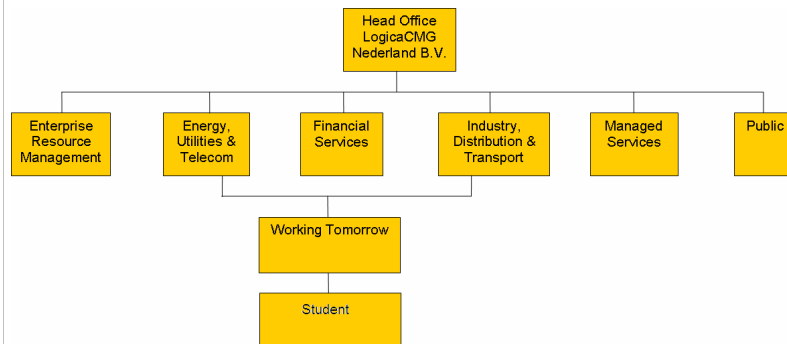 Head Office
LogicaCMG
Nederland B.V.
Enterprise
Resource
Management
Energy,
Utilities &
Telecom
Financial
Services
Industry,
Distribution &
Transport
Managed
Services
Public
Working Tomorrow
Student